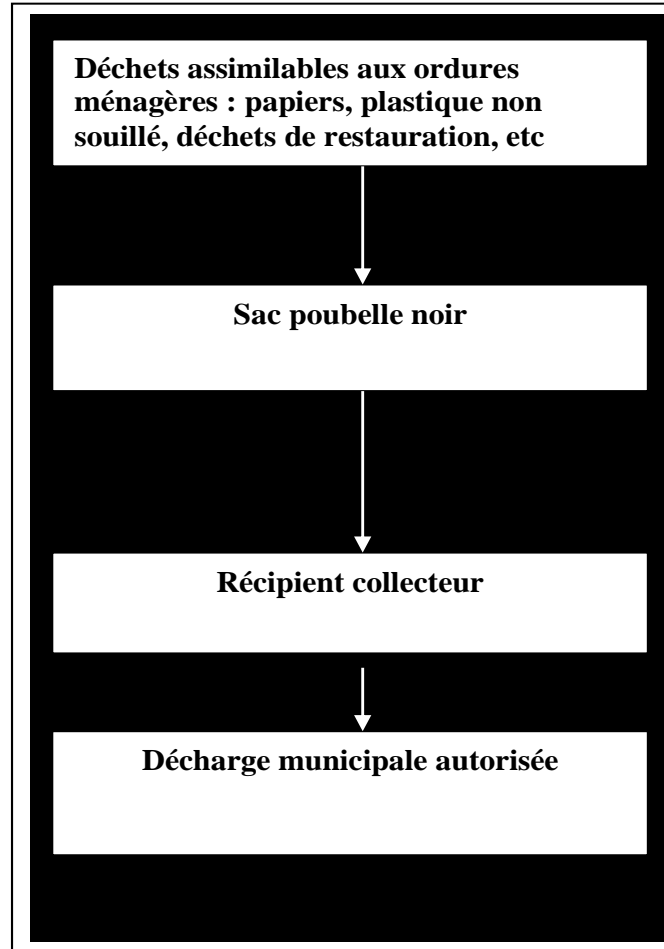 Déchets assimilables aux ordures
ménagères : papiers, plastique non
souillé, déchets de restauration, etc
Sac poubelle noir
Récipient collecteur
Décharge municipale autorisée